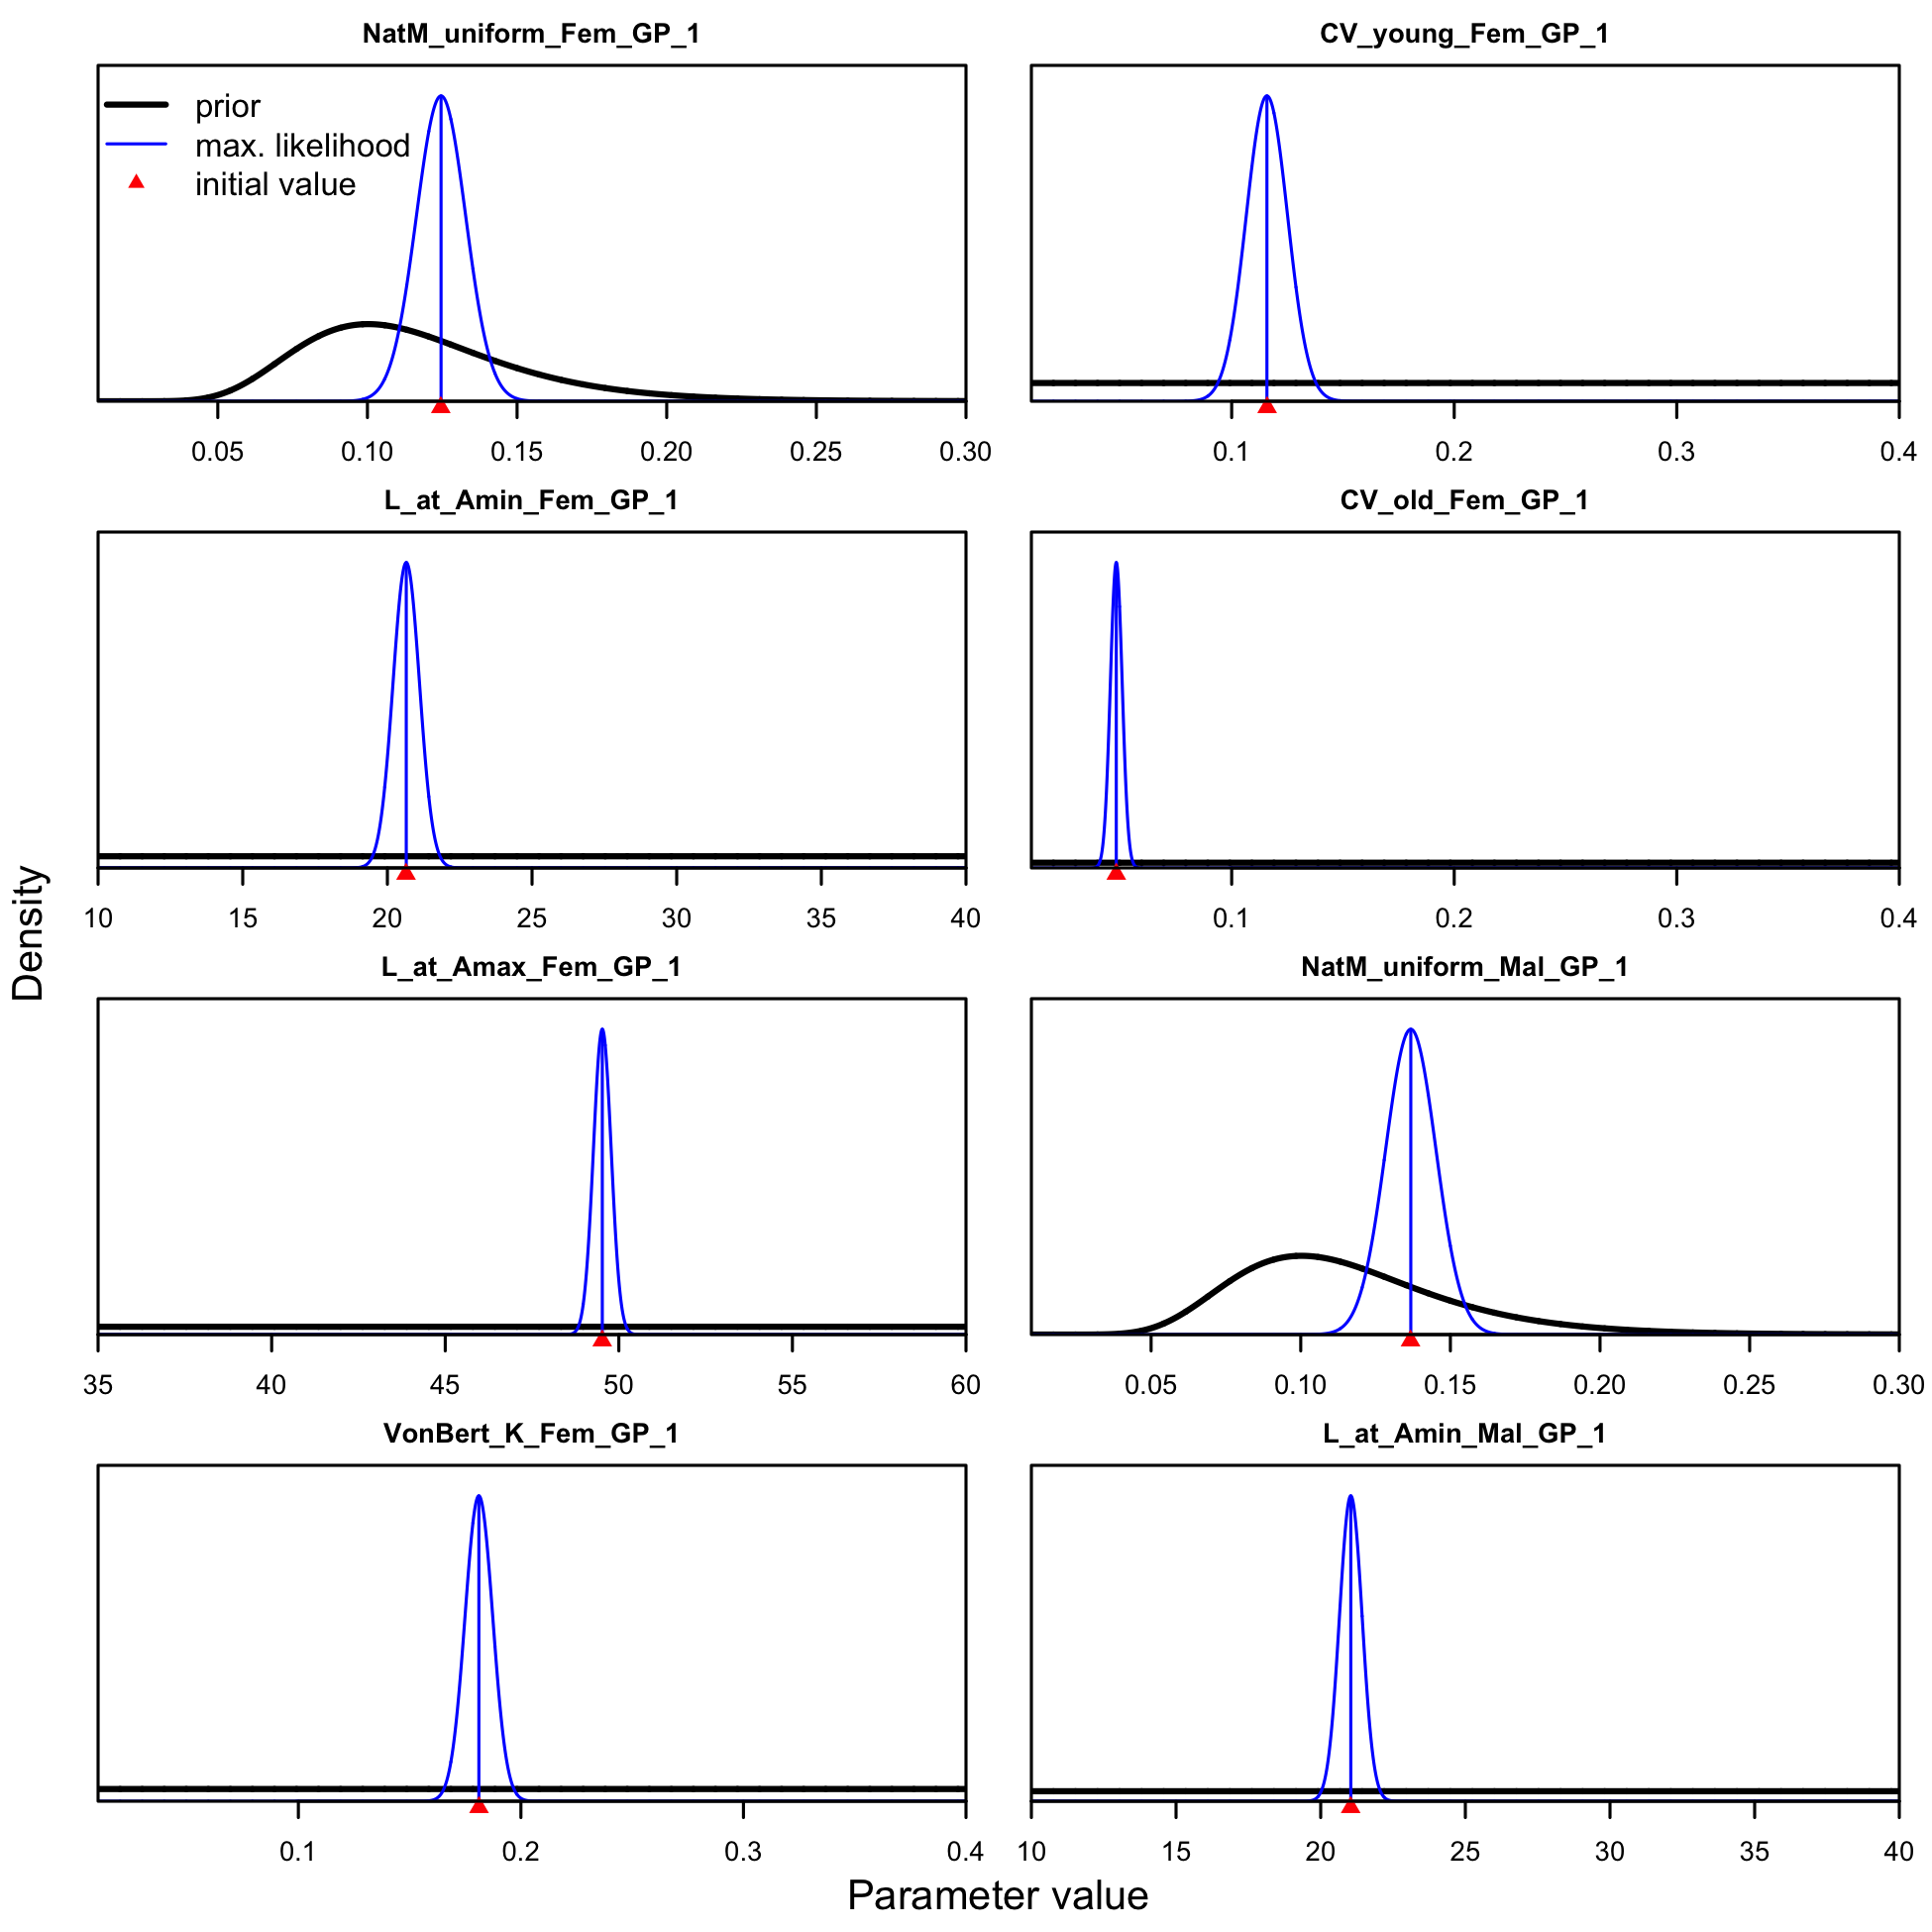 NatM_uniform_Fem_GP_1
prior
max. likelihood
initial value
0.05 0.10 0.15 0.20 0.25 0.30
CV_young_Fem_GP_1
0.1 0.2 0.3 0.4
L_at_Amin_Fem_GP_1
10 15 20 25 30 35 40
CV_old_Fem_GP_1
0.1 0.2 0.3 0.4
L_at_Amax_Fem_GP_1
35 40 45 50 55 60
NatM_uniform_Mal_GP_1
0.05 0.10 0.15 0.20 0.25 0.30
VonBert_K_Fem_GP_1
0.1 0.2 0.3 0.4
L_at_Amin_Mal_GP_1
10 15 20 25 30 35 40
Density
Parameter value